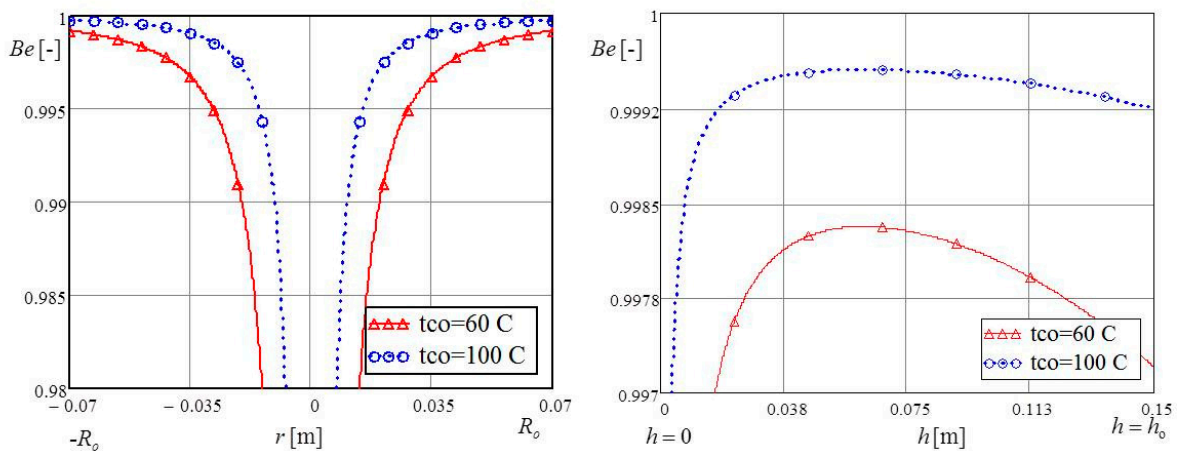 1
Be [-]
0.995
0.99
0.985
0.98
tco=60 C
tco=100 C
−0.07
−0.035
0
0.035
0.07
-Ro
r [m]
Ro
1
Be [-]
0.9992
0.9985
0.9978
0.997
tco=60 C
tco=100 C
0
0.038
0.075
0.113
0.15
h = 0
h [m]
h = ho